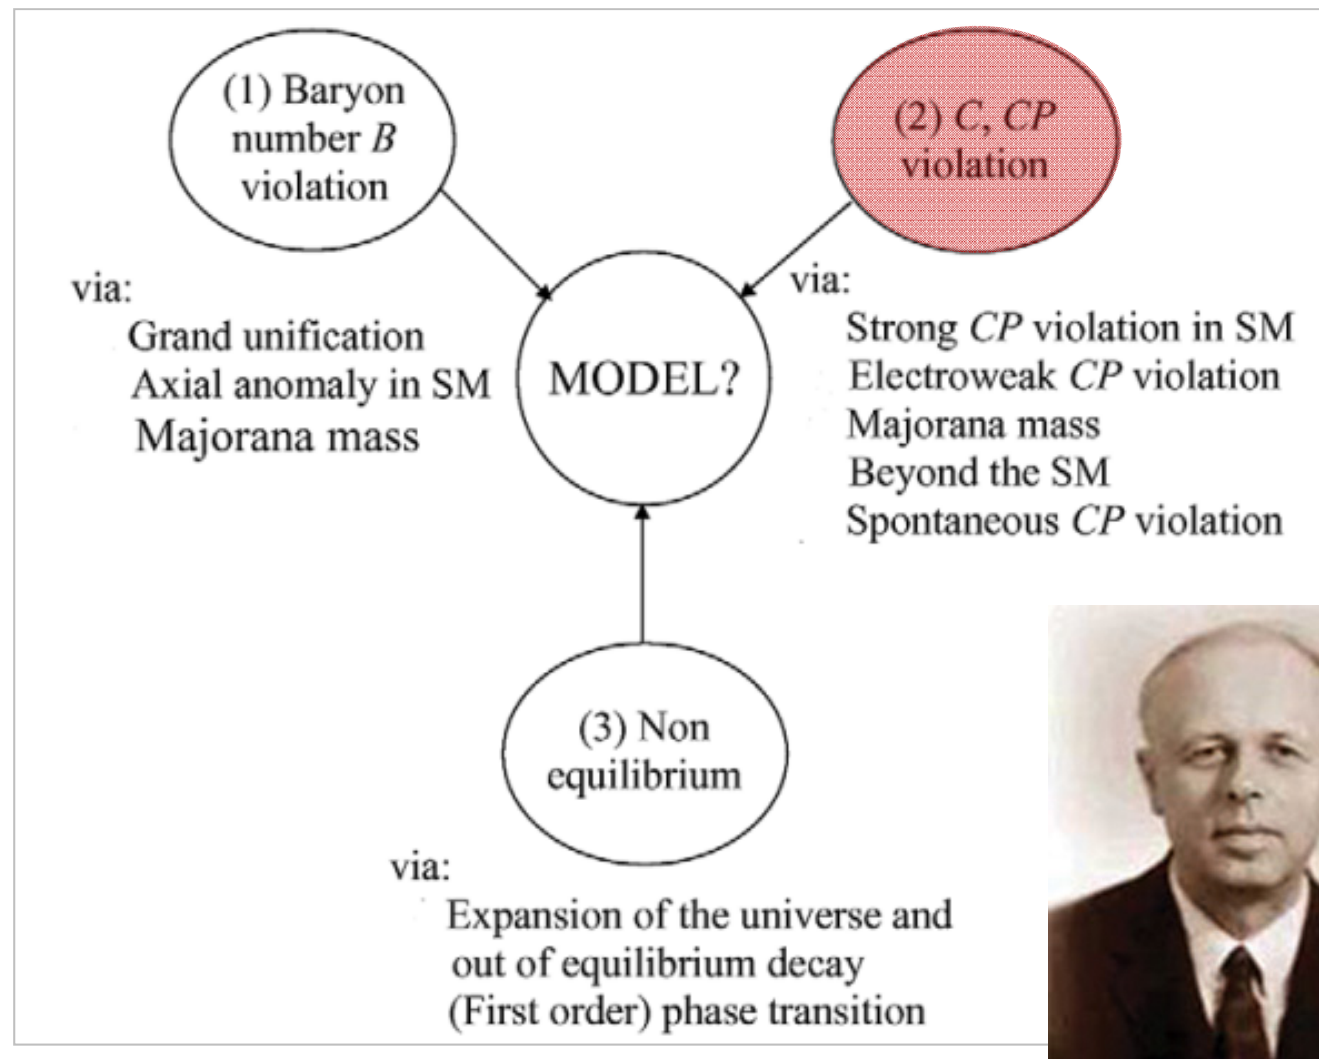 (1) Baryon
number B
violation
via:
Grand unification
Axial anomaly in SM
Majorana mass
(2) C, CP
violation
via:
Strong CP violation in SM
Electroweak CP violation
Majorana mass
Beyond the SM
Spontaneous CP violation
MODEL?
(3) Non
equilibrium
via:
Expansion of the universe and
out of equilibrium decay
(First order) phase transition